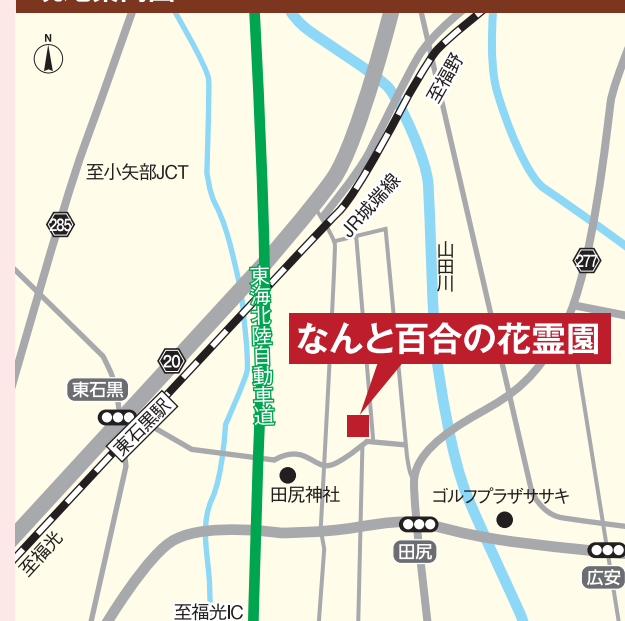 N
至福野
至小矢部JCT
JR城端線
285
山田川
277
東海北陸自動車道
なんと百合の花霊園
20
東石黒
東石黒駅
田尻神社
ゴルフプラザササキ
至福光
田尻
広安
至福光IC